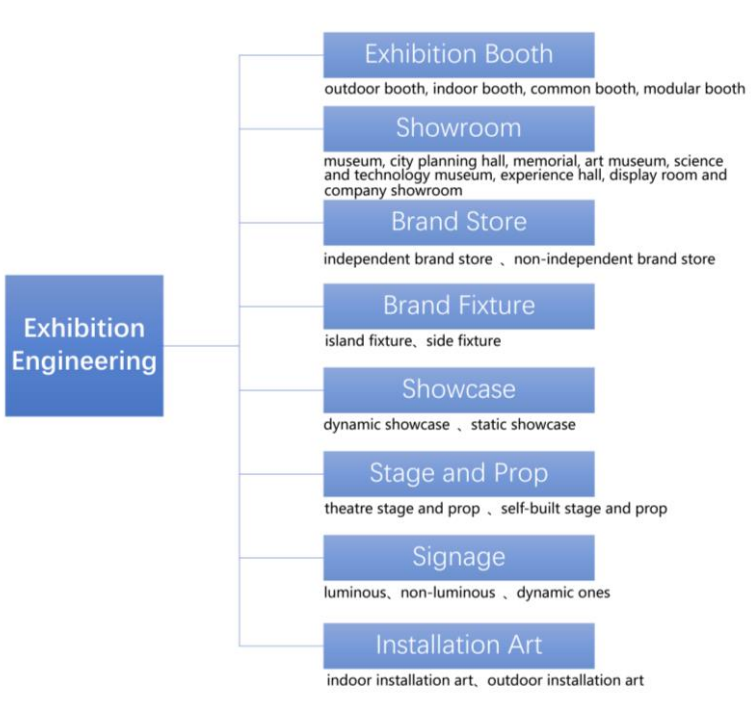 Exhibition Booth
outdoor booth, indoor booth, common booth, modular booth
Showroom
museum, city planning hall, memorial, art museum, science
and technology museum, experience hall, display room and
company showroom
Brand Store
independent brand store 、non-independent brand store
Exhibition
Engineering
Brand Fixture
island fixture、side fixture
Showcase
dynamic showcase 、static showcase
Stage and Prop
theatre stage and prop 、self-built stage and prop
Signage
luminous、non-luminous 、dynamic ones
Installation Art
indoor installation art、outdoor installation art